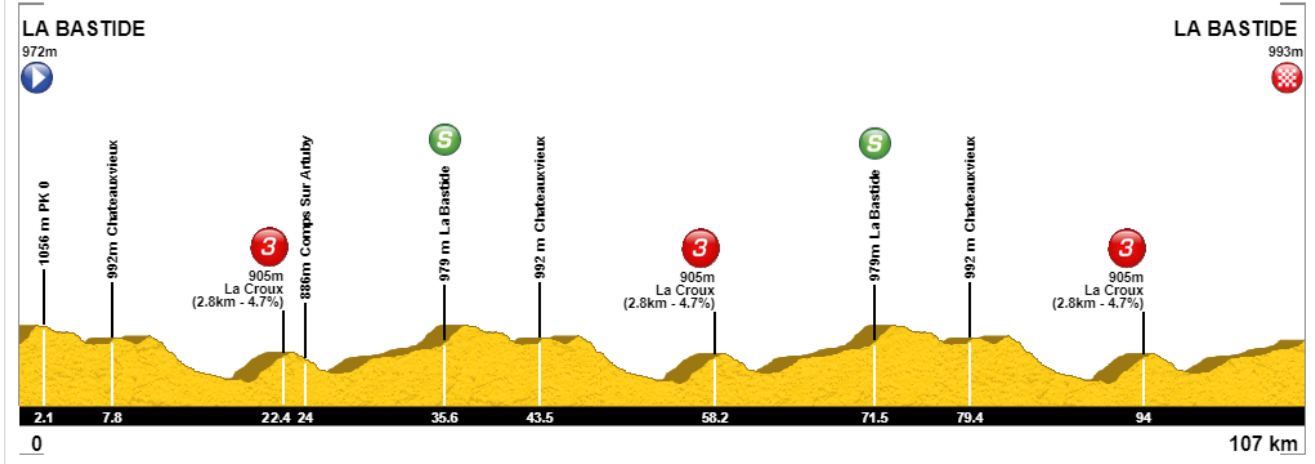 LA BASTIDE
972m
LA BASTIDE
993m
1056 m PK 0
992m Chateauxvieux
3
905m
La Croux
(2.8km - 4.7%)
886m Comps Sur Artuby
S
979 m La Bastide
992 m Chateauxvieux
3
905m
La Croux
(2.8km - 4.7%)
S
979m La Bastide
992 m Chateauxvieux
3
905m
La Croux
(2.8km - 4.7%)
2.1 7.8 22.4 24 35.6 43.5 58.2 71.5 79.4 94
0 107 km